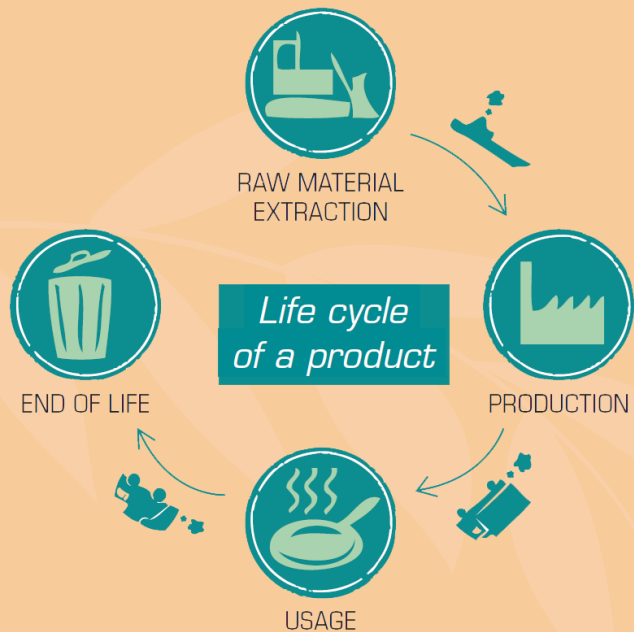 RAW MATERIAL
EXTRACTION
Life cycle
of a product
END OF LIFE
PRODUCTION
USAGE